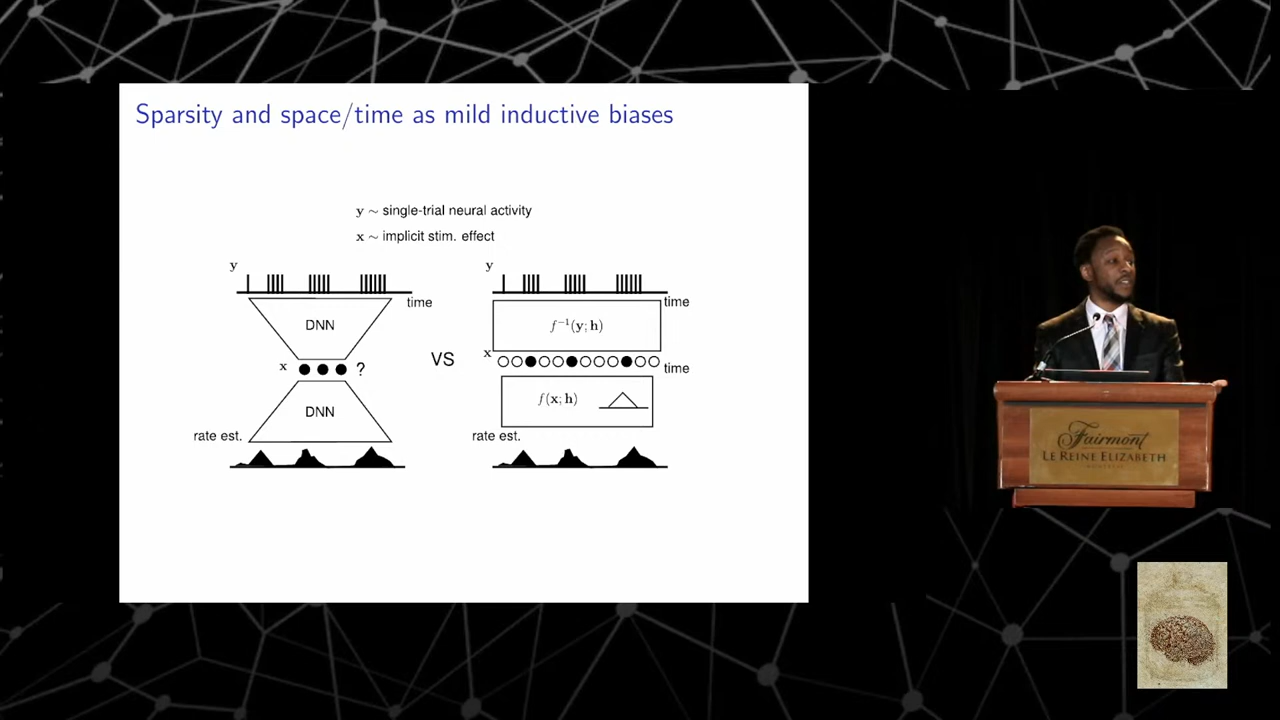 Sparsity and space/time as mild inductive biases
y ∼ single-trial neural activity
x ∼ implicit stim. effect
y
time
DNN
x
?
DNN
rate est.
VS
y
time
f⁻¹(y; h)
x
time
f(x; h)
rate est.
Fairmont
LE REINE ELIZABETH